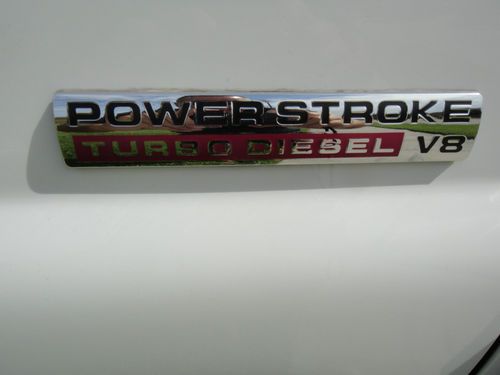 POWER STROKE
TURBO DIESEL V8